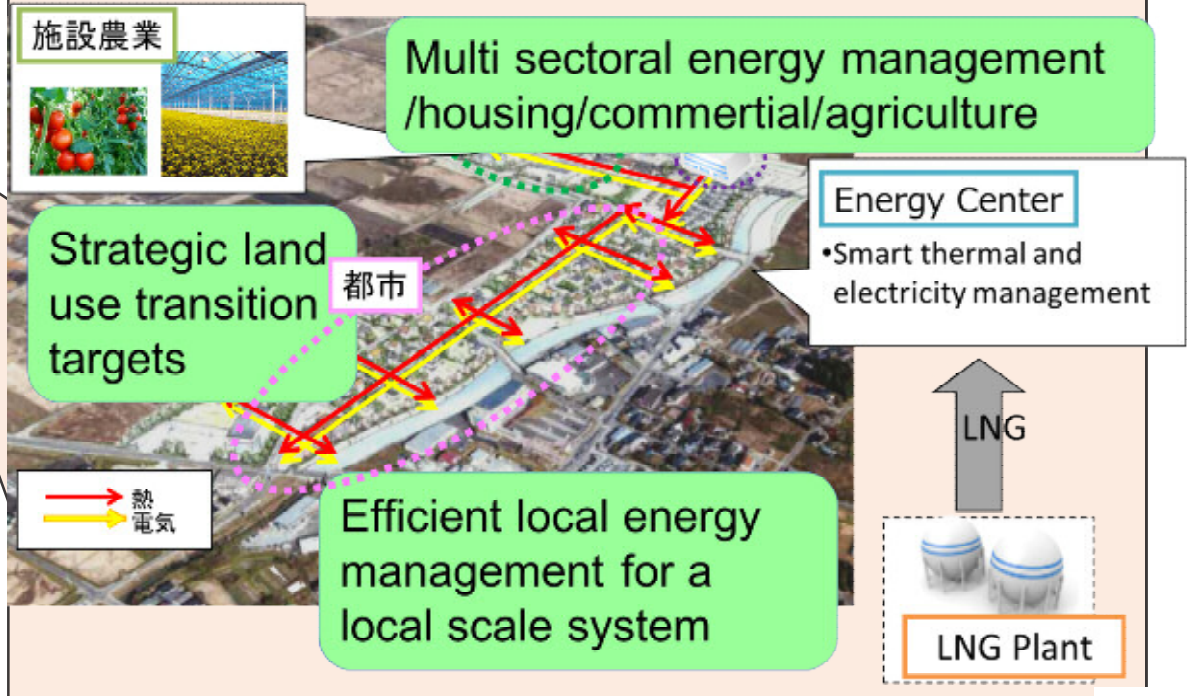 施設農業
Multi sectoral energy management
/housing/commertial/agriculture
Energy Center
•Smart thermal and
electricity management
Strategic land
use transition
targets
都市
LNG
熱
電気
Efficient local energy
management for a
local scale system
LNG Plant